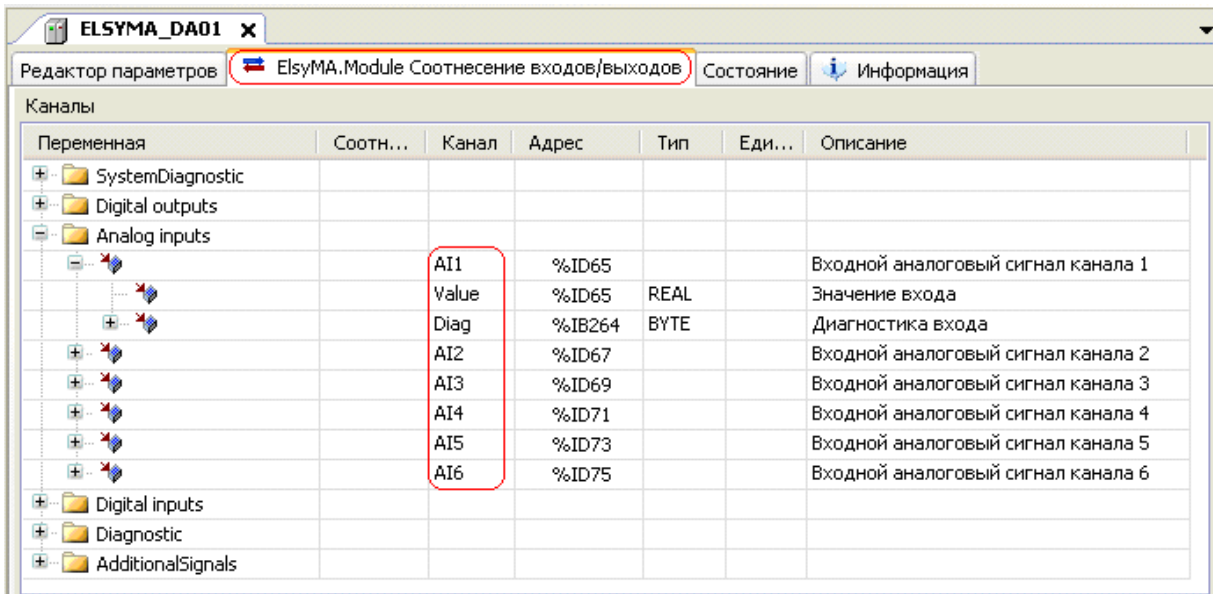 ELSYMA_DA01 x
Редактор параметров ElsyMA.Module Соотнесение входов/выходов Состояние Информация
Каналы
Переменная Соотн... Канал Адрес Тип Еди... Описание
SystemDiagnostic
Digital outputs
Analog inputs
AI1 %ID65 Входной аналоговый сигнал канала 1
Value %ID65 REAL Значение входа
Diag %IB264 BYTE Диагностика входа
AI2 %ID67 Входной аналоговый сигнал канала 2
AI3 %ID69 Входной аналоговый сигнал канала 3
AI4 %ID71 Входной аналоговый сигнал канала 4
AI5 %ID73 Входной аналоговый сигнал канала 5
AI6 %ID75 Входной аналоговый сигнал канала 6
Digital inputs
Diagnostic
AdditionalSignals